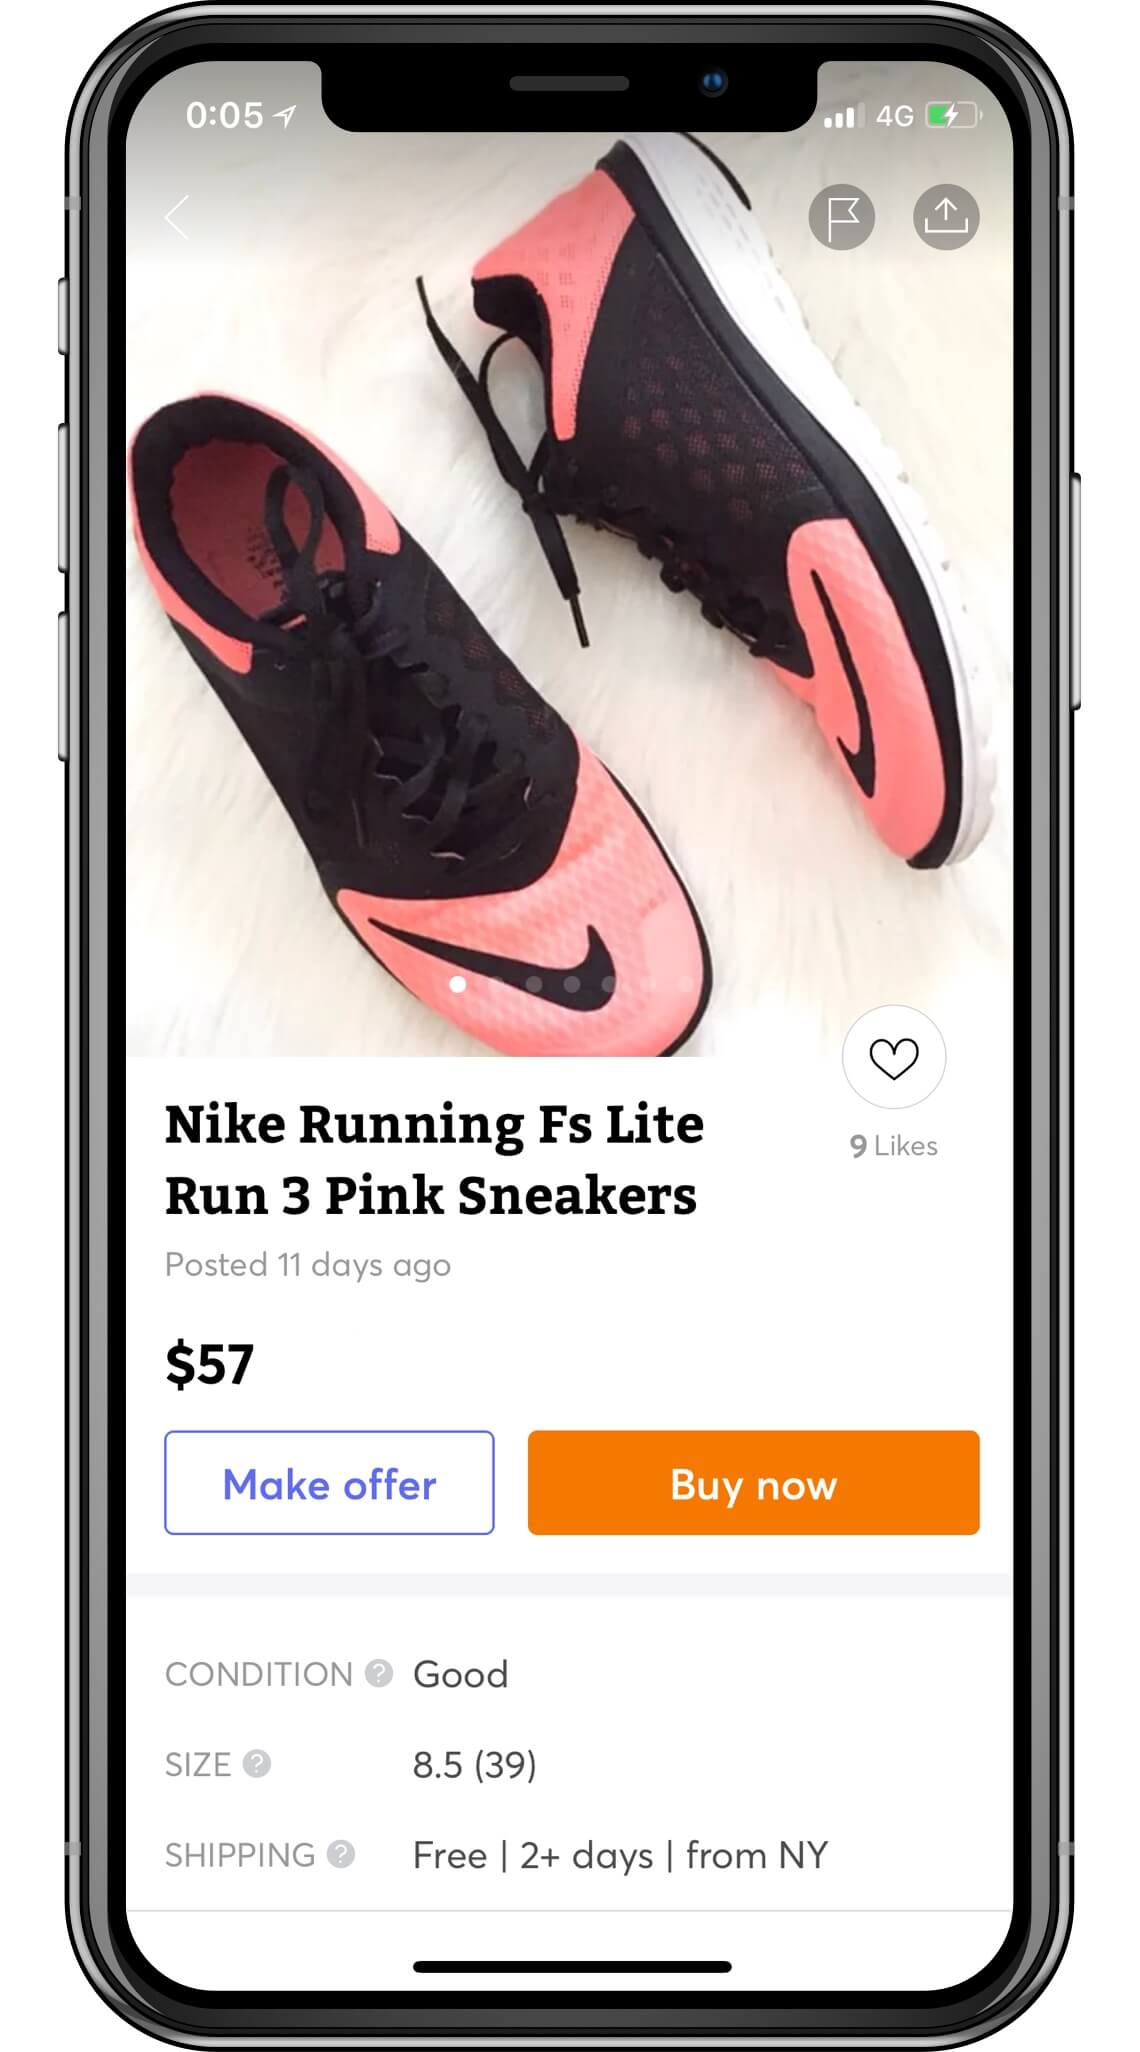 0:05
4G
Nike Running Fs Lite
Run 3 Pink Sneakers
9 Likes
Posted 11 days ago
$57
Make offer
Buy now
CONDITION ? Good
SIZE ? 8.5 (39)
SHIPPING ? Free | 2+ days | from NY